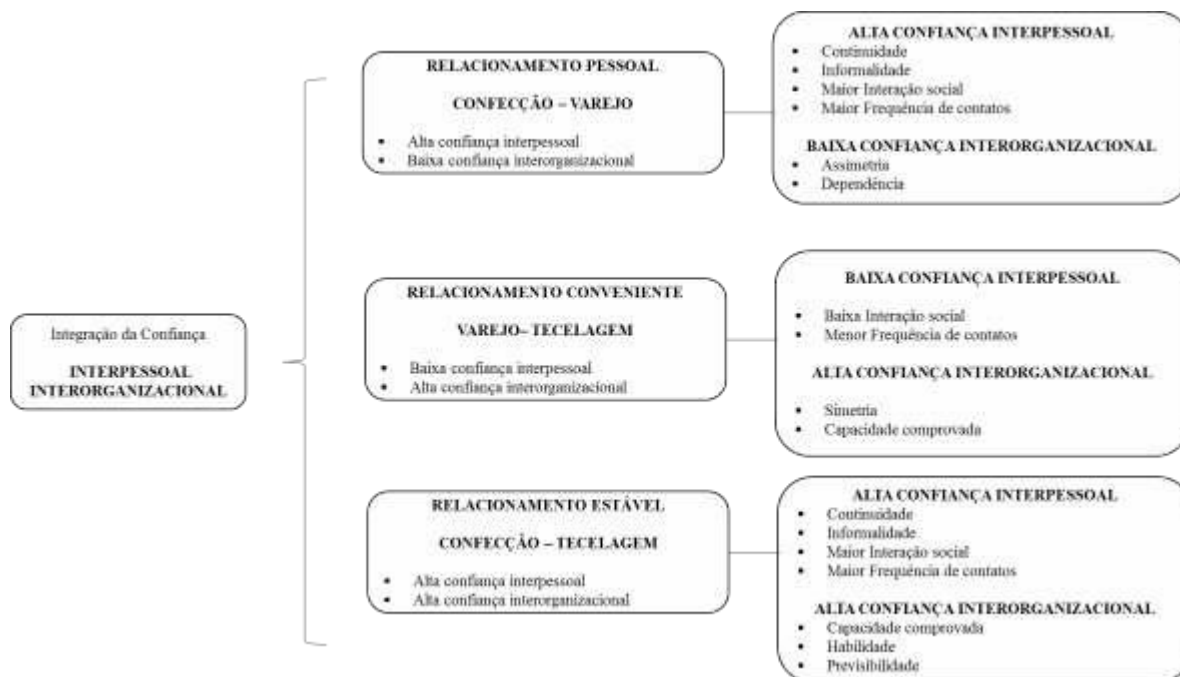 Integração da Confiança
INTERPESSOAL
INTERORGANIZACIONAL
RELACIONAMENTO PESSOAL
CONFECÇÃO – VAREJO
• Alta confiança interpessoal
• Baixa confiança interorganizacional
ALTA CONFIANÇA INTERPESSOAL
• Continuidade
• Informalidade
• Maior Interação social
• Maior Frequência de contatos
BAIXA CONFIANÇA INTERORGANIZACIONAL
• Assimetria
• Dependência
RELACIONAMENTO CONVENIENTE
VAREJO– TECELAGEM
• Baixa confiança interpessoal
• Alta confiança interorganizacional
BAIXA CONFIANÇA INTERPESSOAL
• Baixa Interação social
• Menor Frequência de contatos
ALTA CONFIANÇA INTERORGANIZACIONAL
• Simetria
• Capacidade comprovada
RELACIONAMENTO ESTÁVEL
CONFECÇÃO – TECELAGEM
• Alta confiança interpessoal
• Alta confiança interorganizacional
ALTA CONFIANÇA INTERPESSOAL
• Continuidade
• Informalidade
• Maior Interação social
• Maior Frequência de contatos
ALTA CONFIANÇA INTERORGANIZACIONAL
• Capacidade comprovada
• Habilidade
• Previsibilidade